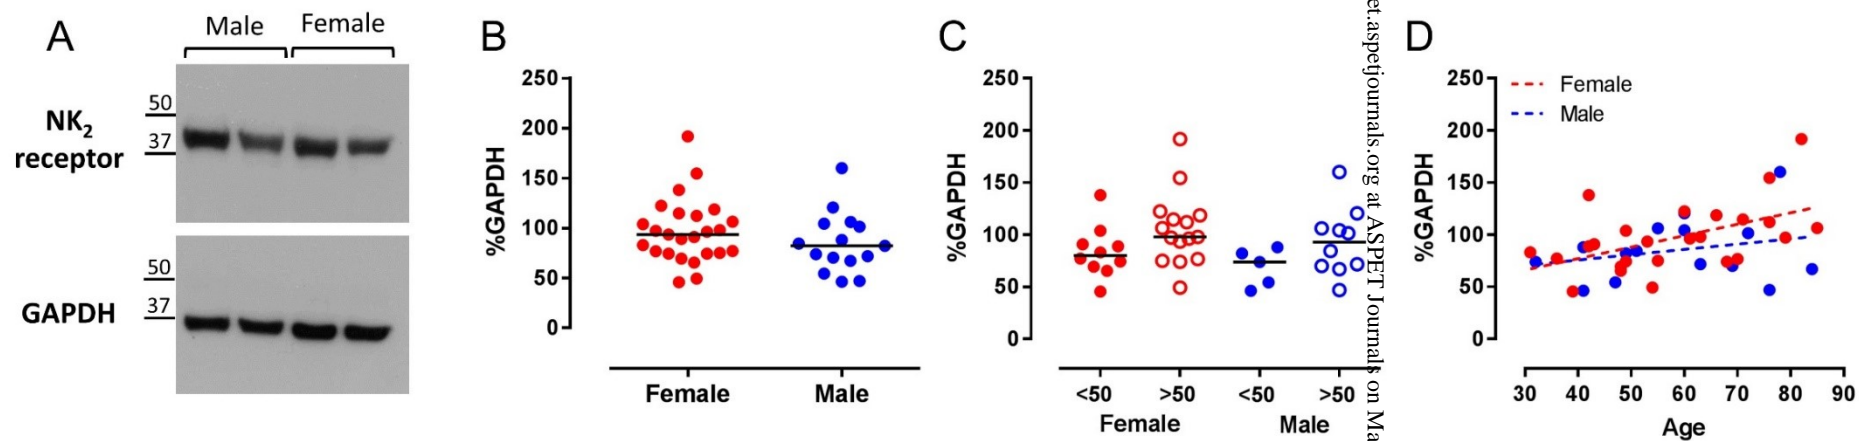 A
Male Female
50
NK2
receptor
37
50
37
GAPDH
B
250
200
150
100
50
0
%GAPDH
Female Male
C
250
200
150
100
50
0
%GAPDH
<50 >50 <50 >50
Female Male
et.aspetjournals.org at ASPET Journals on Ma
D
250
200
150
100
50
0
%GAPDH
Female
Male
30 40 50 60 70 80 90
Age